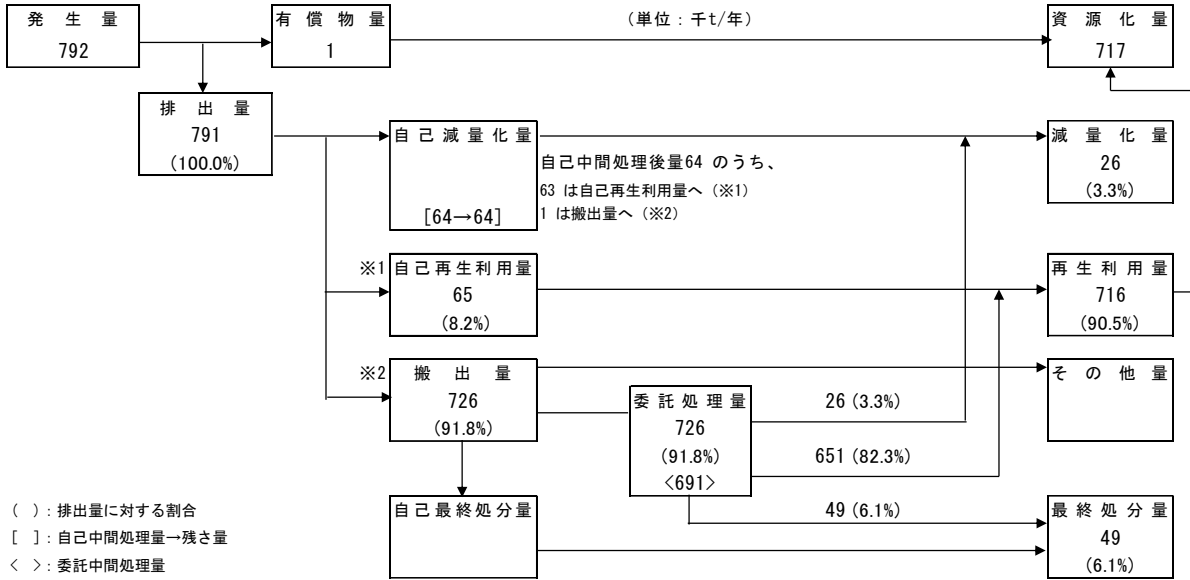 発生量
792
有償物量
1
(単位:千t/年)
資源化量
717
排出量
791
(100.0%)
自己減量化量
[64→64]
自己中間処理後量64 のうち、
63 は自己再生利用量へ(※1)
1 は搬出量へ(※2)
減量化量
26
(3.3%)
※1
自己再生利用量
65
(8.2%)
再生利用量
716
(90.5%)
※2
搬出量
726
(91.8%)
委託処理量
726
(91.8%)
<691>
26 (3.3%)
651 (82.3%)
49 (6.1%)
その他量
自己最終処分量
最終処分量
49
(6.1%)
( ):排出量に対する割合
[ ]:自己中間処理量→残さ量
< >:委託中間処理量